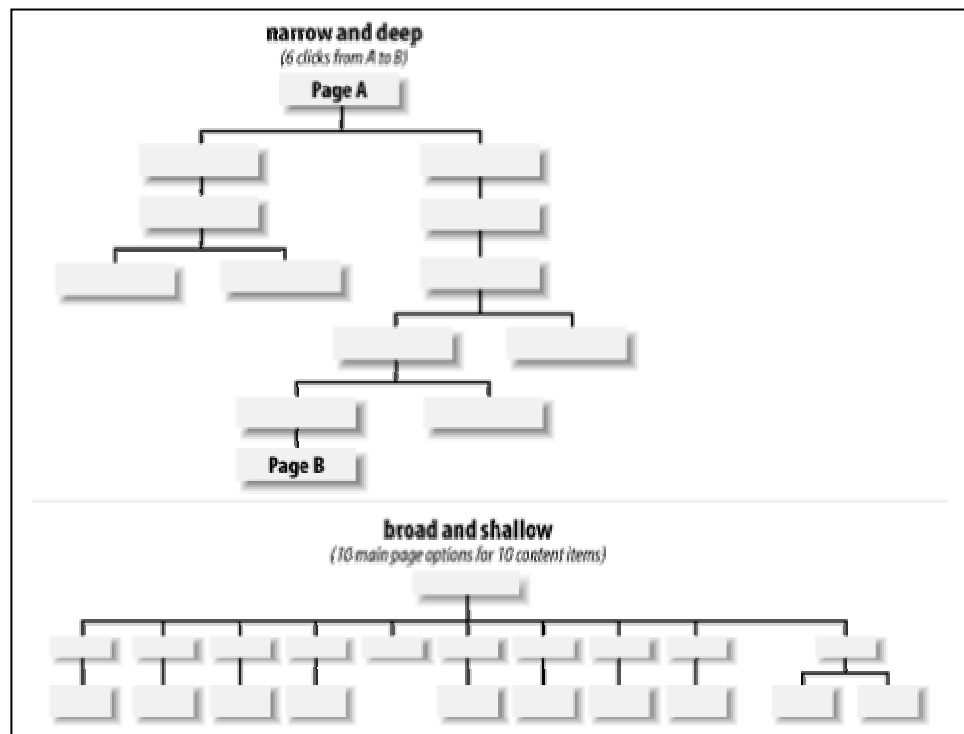 narrow and deep
(6 clicks from A to B)
Page A
Page B
broad and shallow
(10 main page options for 10 content items)